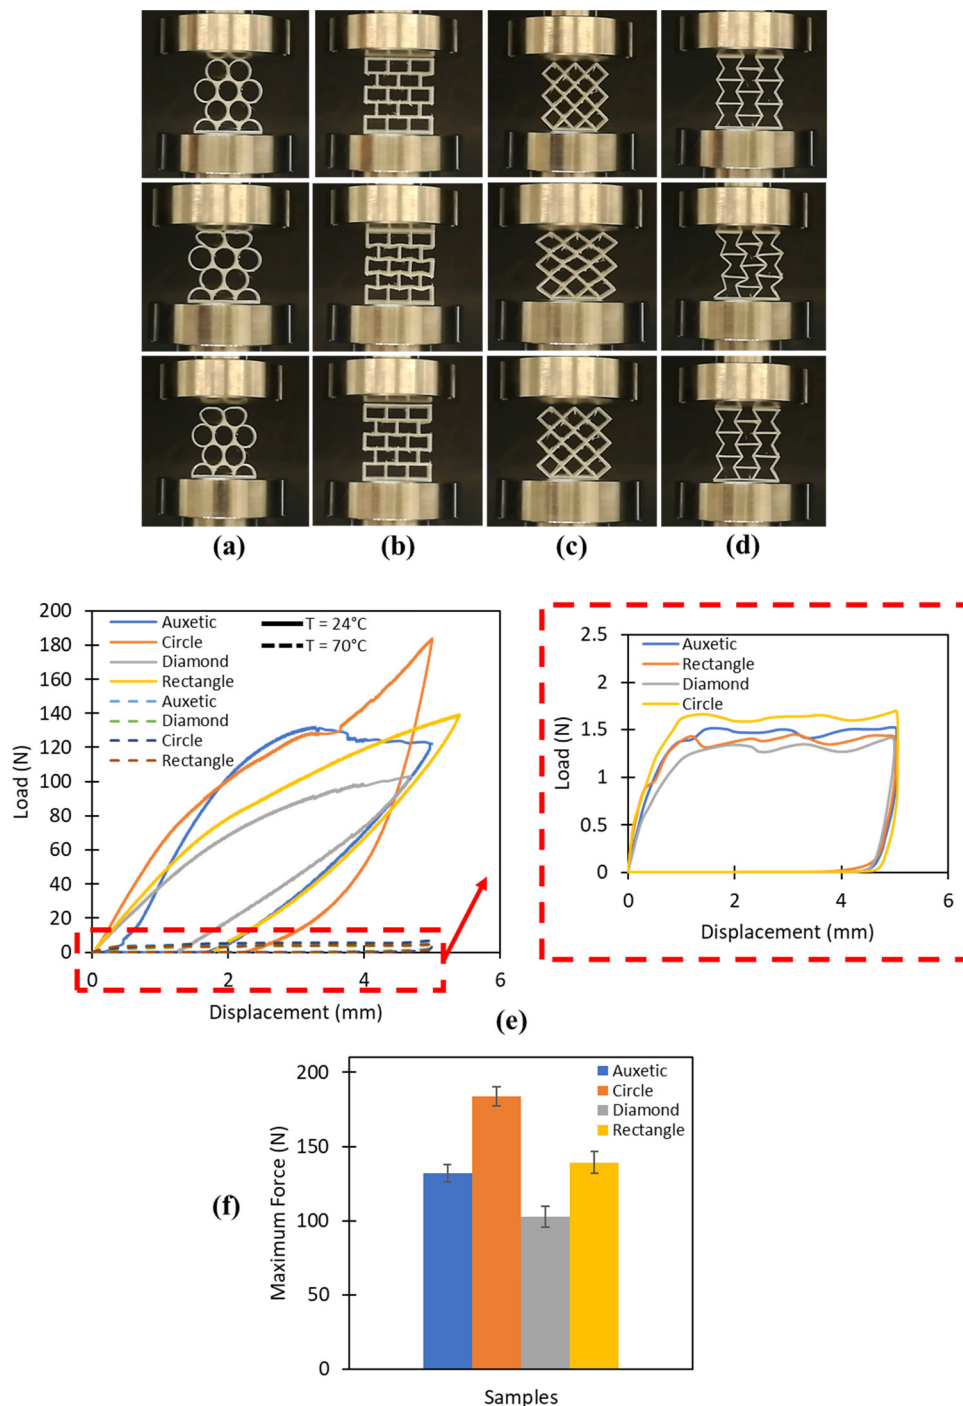 (a)
(b)
(c)
(d)
200
180
160
140
120
100
80
60
40
20
0
Load (N)
Auxetic
Circle
Diamond
Rectangle
Auxetic
Diamond
Circle
Rectangle
T = 24°C
T = 70°C
0
2
4
6
Displacement (mm)
2.5
2
1.5
1
0.5
0
Load (N)
Auxetic
Rectangle
Diamond
Circle
0
2
4
6
Displacement (mm)
(e)
(f)
200
150
100
50
0
Maximum Force (N)
Auxetic
Circle
Diamond
Rectangle
Samples